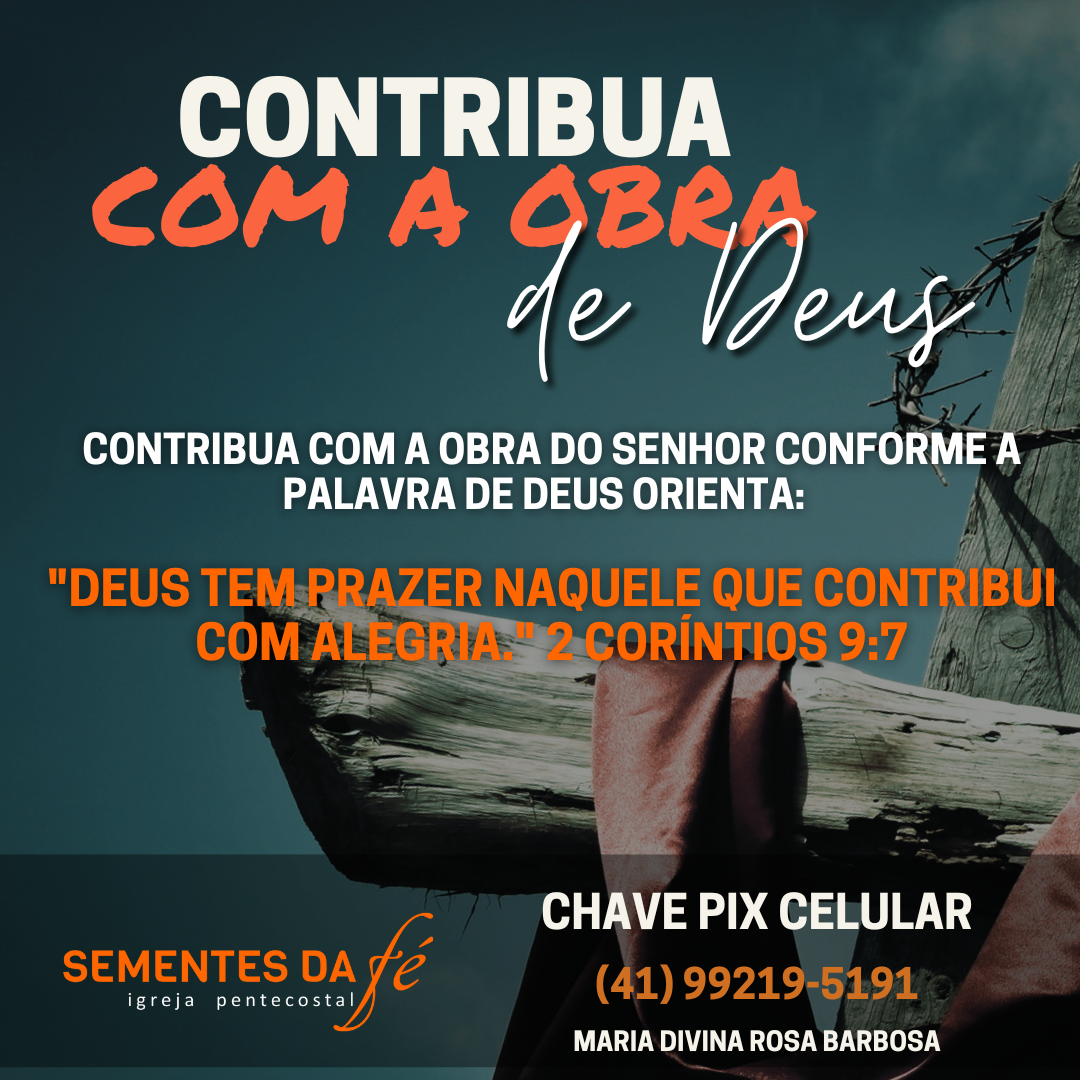 CONTRIBUA
COM A OBRA
de Deus
CONTRIBUA COM A OBRA DO SENHOR CONFORME A
PALAVRA DE DEUS ORIENTA:
"DEUS TEM PRAZER NAQUELE QUE CONTRIBUI
COM ALEGRIA." 2 CORÍNTIOS 9:7
SEMENTES DA fé
igreja pentecostal
CHAVE PIX CELULAR
(41) 99219-5191
MARIA DIVINA ROSA BARBOSA